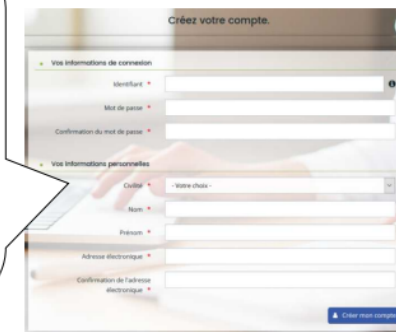 Créez votre compte.
Vos informations de connexion
Identifiant *
Mot de passe *
Confirmation du mot de passe *
Vos informations personnelles
Civilité * - Votre choix -
Nom *
Prénom *
Adresse électronique *
Confirmation de l'adresse
électronique *
Créer mon compte